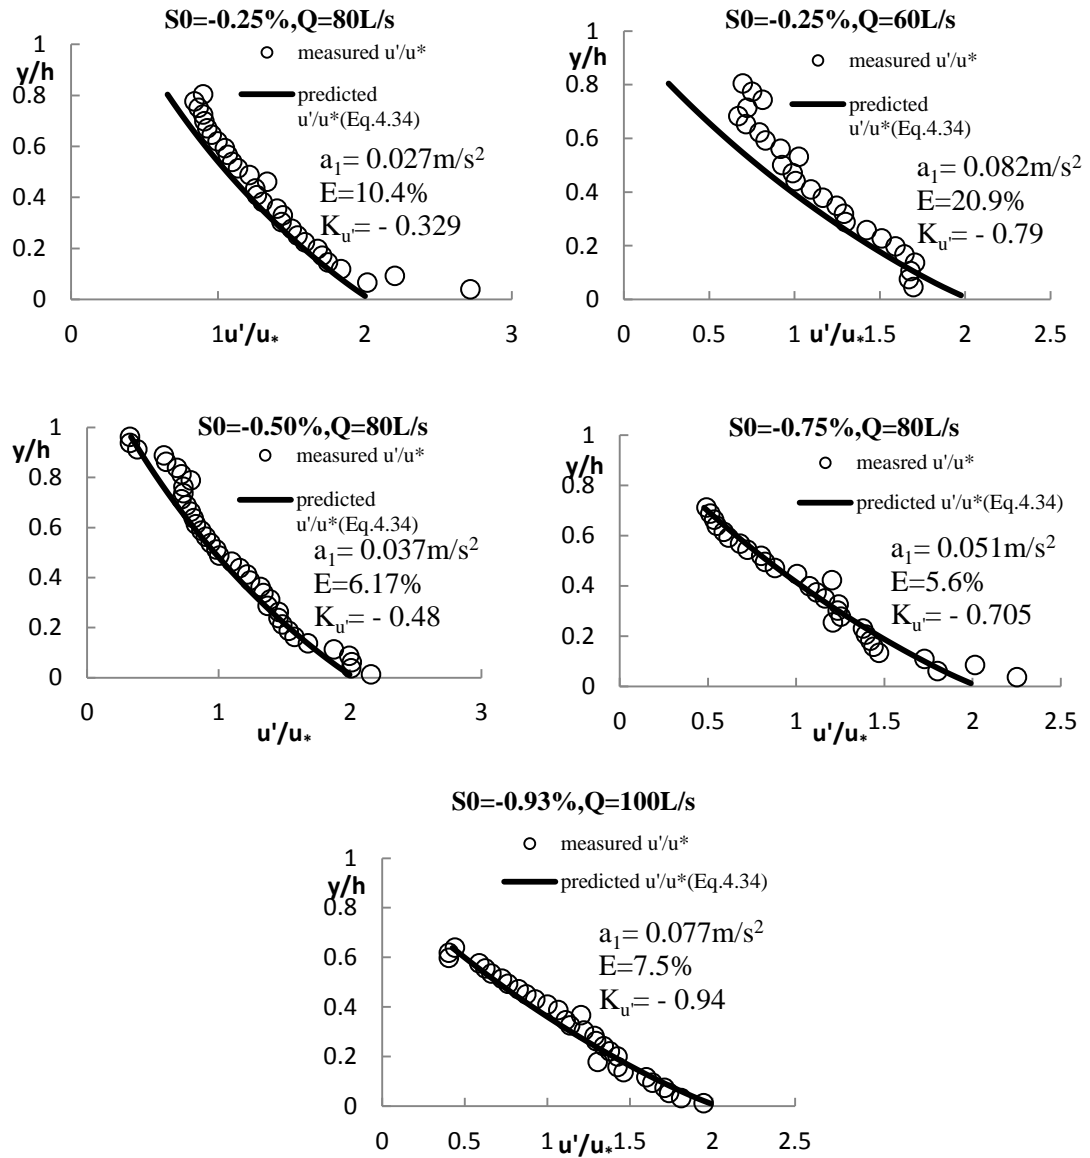 S0=-0.25%,Q=80L/s
1
y/h
measured u'/u*
0.8
predicted
u'/u*(Eq.4.34)
0.6
a1= 0.027m/s2
0.4
E=10.4%
0.2
Ku'= - 0.329
0
0 1 2 3
u'/u*
S0=-0.25%,Q=60L/s
1
y/h
measured u'/u*
0.8
predicted
u'/u*(Eq.4.34)
0.6
a1= 0.082m/s2
0.4
E=20.9%
0.2
Ku'= - 0.79
0
0 0.5 1 1.5 2 2.5
u'/u*
S0=-0.50%,Q=80L/s
1
y/h
measured u'/u*
0.8
predicted
u'/u*(Eq.4.34)
0.6
a1= 0.037m/s2
0.4
E=6.17%
0.2
Ku'= - 0.48
0
0 1 2 3
u'/u*
S0=-0.75%,Q=80L/s
1
y/h
measred u'/u*
0.8
predicted u'/u*(Eq.4.34)
0.6
a1= 0.051m/s2
0.4
E=5.6%
0.2
Ku'= - 0.705
0
0 0.5 1 1.5 2 2.5
u'/u*
S0=-0.93%,Q=100L/s
1
y/h
measured u'/u*
predicted u'/u*(Eq.4.34)
0.8
a1= 0.077m/s2
0.6
E=7.5%
0.4
Ku'= - 0.94
0.2
0
0 0.5 1 1.5 2 2.5
u'/u*